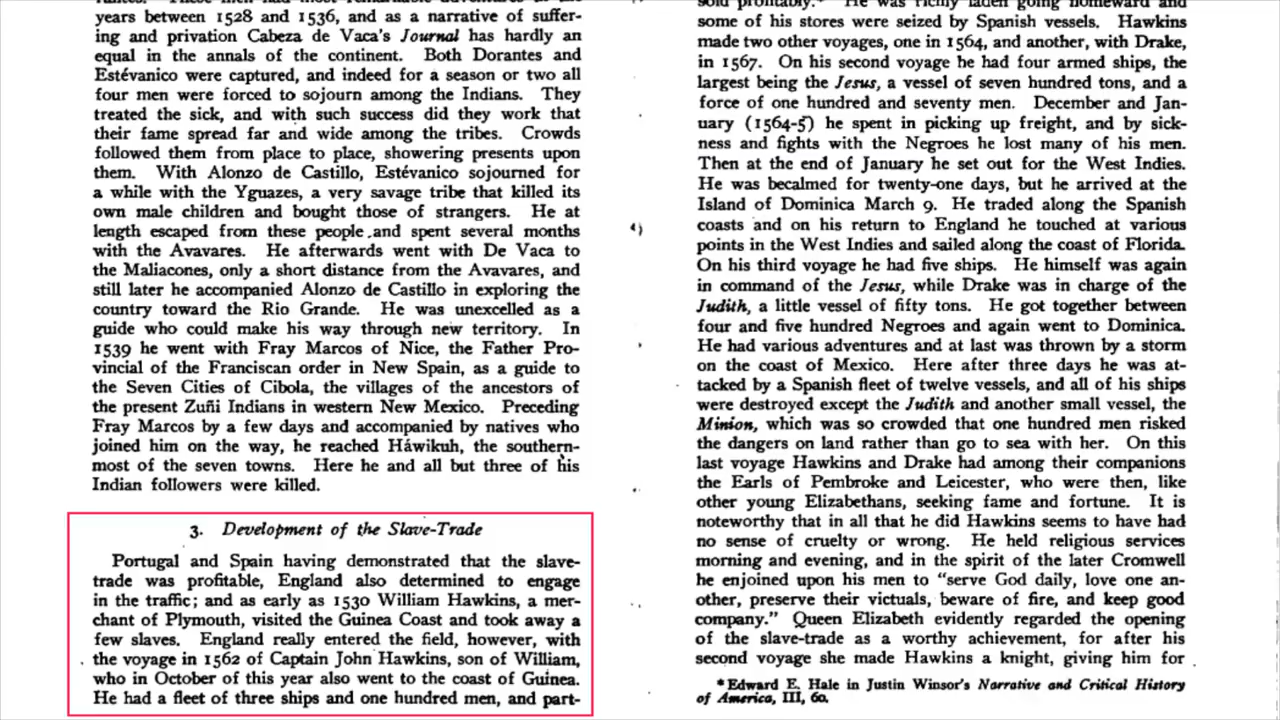 years between 1528 and 1536, and as a narrative of suffer-
ing and privation Cabeza de Vaca's Journal has hardly an
equal in the annals of the continent. Both Dorantes and
Estévanico were captured, and indeed for a season or two all
four men were forced to sojourn among the Indians. They
treated the sick, and with such success did they work that
their fame spread far and wide among the tribes. Crowds
followed them from place to place, showering presents upon
them. With Alonzo de Castillo, Estévanico sojourned for
a while with the Yguazes, a very savage tribe that killed its
own male children and bought those of strangers. He at
length escaped from these people and spent several months
with the Avavares. He afterwards went with De Vaca to
the Maliacones, only a short distance from the Avavares, and
still later he accompanied Alonzo de Castillo in exploring the
country toward the Rio Grande. He was unexcelled as a
guide who could make his way through new territory. In
1539 he went with Fray Marcos of Nice, the Father Pro-
vincial of the Franciscan order in New Spain, as a guide to
the Seven Cities of Cibola, the villages of the ancestors of
the present Zuñi Indians in western New Mexico. Preceding
Fray Marcos by a few days and accompanied by natives who
joined him on the way, he reached Háwikuh, the southern-
most of the seven towns. Here he and all but three of his
Indian followers were killed.
3. Development of the Slave-Trade
Portugal and Spain having demonstrated that the slave-
trade was profitable, England also determined to engage
in the traffic; and as early as 1530 William Hawkins, a mer-
chant of Plymouth, visited the Guinea Coast and took away a
few slaves. England really entered the field, however, with
the voyage in 1562 of Captain John Hawkins, son of William,
who in October of this year also went to the coast of Guinea.
He had a fleet of three ships and one hundred men, and part-
sold profitably.* He was richly laden going homeward and
some of his stores were seized by Spanish vessels. Hawkins
made two other voyages, one in 1564, and another, with Drake,
in 1567. On his second voyage he had four armed ships, the
largest being the Jesus, a vessel of seven hundred tons, and a
force of one hundred and seventy men. December and Jan-
uary (1564-5) he spent in picking up freight, and by sick-
ness and fights with the Negroes he lost many of his men.
Then at the end of January he set out for the West Indies.
He was becalmed for twenty-one days, but he arrived at the
Island of Dominica March 9. He traded along the Spanish
coasts and on his return to England he touched at various
points in the West Indies and sailed along the coast of Florida.
On his third voyage he had five ships. He himself was again
in command of the Jesus, while Drake was in charge of the
Judith, a little vessel of fifty tons. He got together between
four and five hundred Negroes and again went to Dominica.
He had various adventures and at last was thrown by a storm
on the coast of Mexico. Here after three days he was at-
tacked by a Spanish fleet of twelve vessels, and all of his ships
were destroyed except the Judith and another small vessel, the
Minion, which was so crowded that one hundred men risked
the dangers on land rather than go to sea with her. On this
last voyage Hawkins and Drake had among their companions
the Earls of Pembroke and Leicester, who were then, like
other young Elizabethans, seeking fame and fortune. It is
noteworthy that in all that he did Hawkins seems to have had
no sense of cruelty or wrong. He held religious services
morning and evening, and in the spirit of the later Cromwell
he enjoined upon his men to "serve God daily, love one an-
other, preserve their victuals, beware of fire, and keep good
company." Queen Elizabeth evidently regarded the opening
of the slave-trade as a worthy achievement, for after his
second voyage she made Hawkins a knight, giving him for
*Edward E. Hale in Justin Winsor's Narrative and Critical History
of America, III, 60.